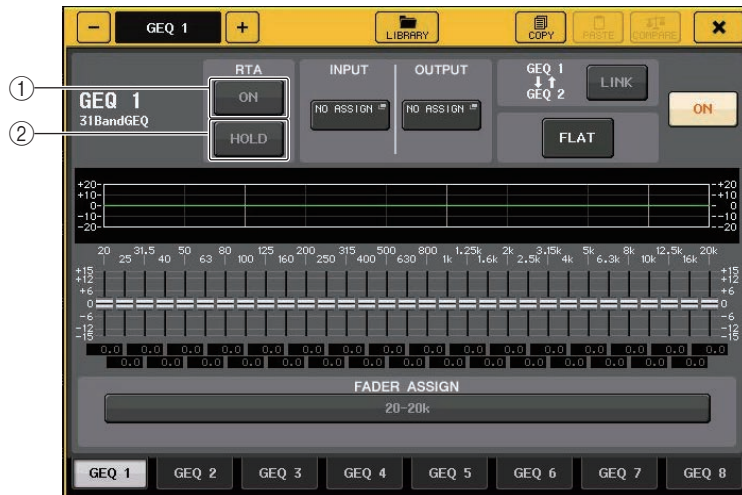 GEQ 1
LIBRARY
COPY
PASTE
COMPARE
①
②
GEQ 1
31BandGEQ
RTA
ON
HOLD
INPUT
NO ASSIGN
OUTPUT
NO ASSIGN
GEQ 1
GEQ 2
LINK
FLAT
ON
+20
+10
0
-10
-20
+20
+10
0
-10
-20
20 31.5 50 80 125 200 315 500 800 1.25k 2k 3.15k 5k 8k 12.5k 20k
25 40 63 100 160 250 400 630 1k 1.6k 2.5k 4k 6.3k 10k 16k
+15
+12
+6
0
-6
-12
-15
+15
+12
+6
0
-6
-12
-15
0.0 0.0 0.0 0.0 0.0 0.0 0.0 0.0 0.0 0.0 0.0 0.0 0.0 0.0 0.0 0.0
0.0 0.0 0.0 0.0 0.0 0.0 0.0 0.0 0.0 0.0 0.0 0.0 0.0 0.0 0.0
FADER ASSIGN
20-20k
GEQ 1 GEQ 2 GEQ 3 GEQ 4 GEQ 5 GEQ 6 GEQ 7 GEQ 8